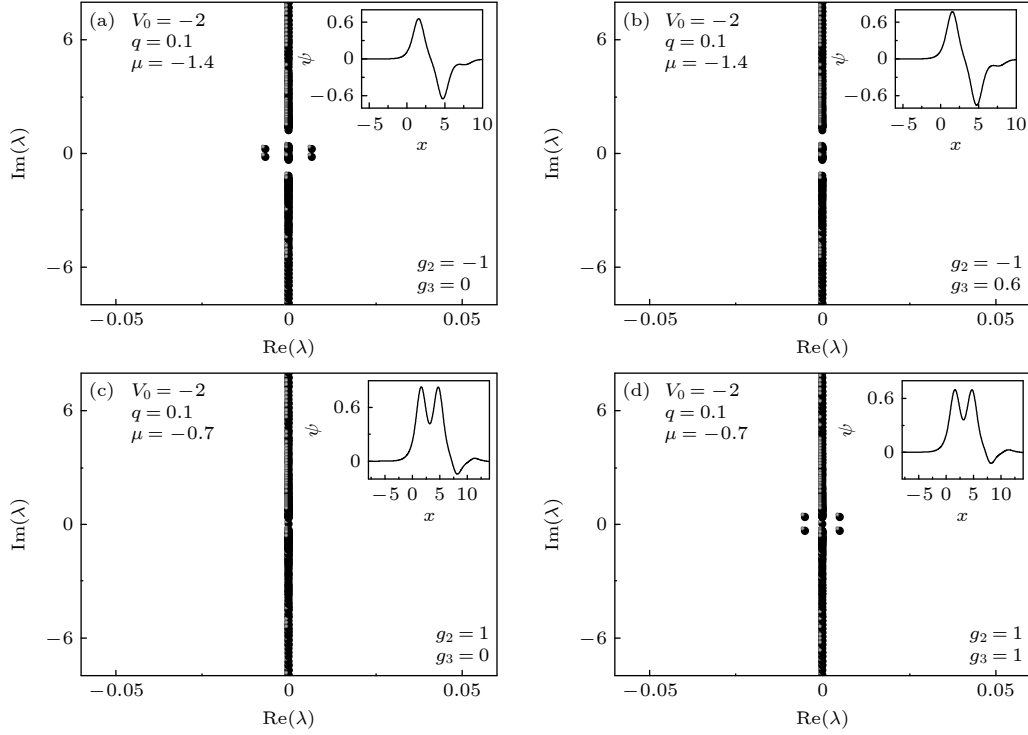 (a)
V₀ = −2
q = 0.1
μ = −1.4
6
0
−6
Im(λ)
−0.05
0
0.05
Re(λ)
g₂ = −1
g₃ = 0
ψ
0.6
0
−0.6
−5
0
5
10
x
(b)
V₀ = −2
q = 0.1
μ = −1.4
6
0
−6
Im(λ)
−0.05
0
0.05
Re(λ)
g₂ = −1
g₃ = 0.6
ψ
0.6
0
−0.6
−5
0
5
10
x
(c)
V₀ = −2
q = 0.1
μ = −0.7
6
0
−6
Im(λ)
−0.05
0
0.05
Re(λ)
g₂ = 1
g₃ = 0
ψ
0.6
0
−5
0
5
10
x
(d)
V₀ = −2
q = 0.1
μ = −0.7
6
0
−6
Im(λ)
−0.05
0
0.05
Re(λ)
g₂ = 1
g₃ = 1
ψ
0.6
0
−5
0
5
10
x